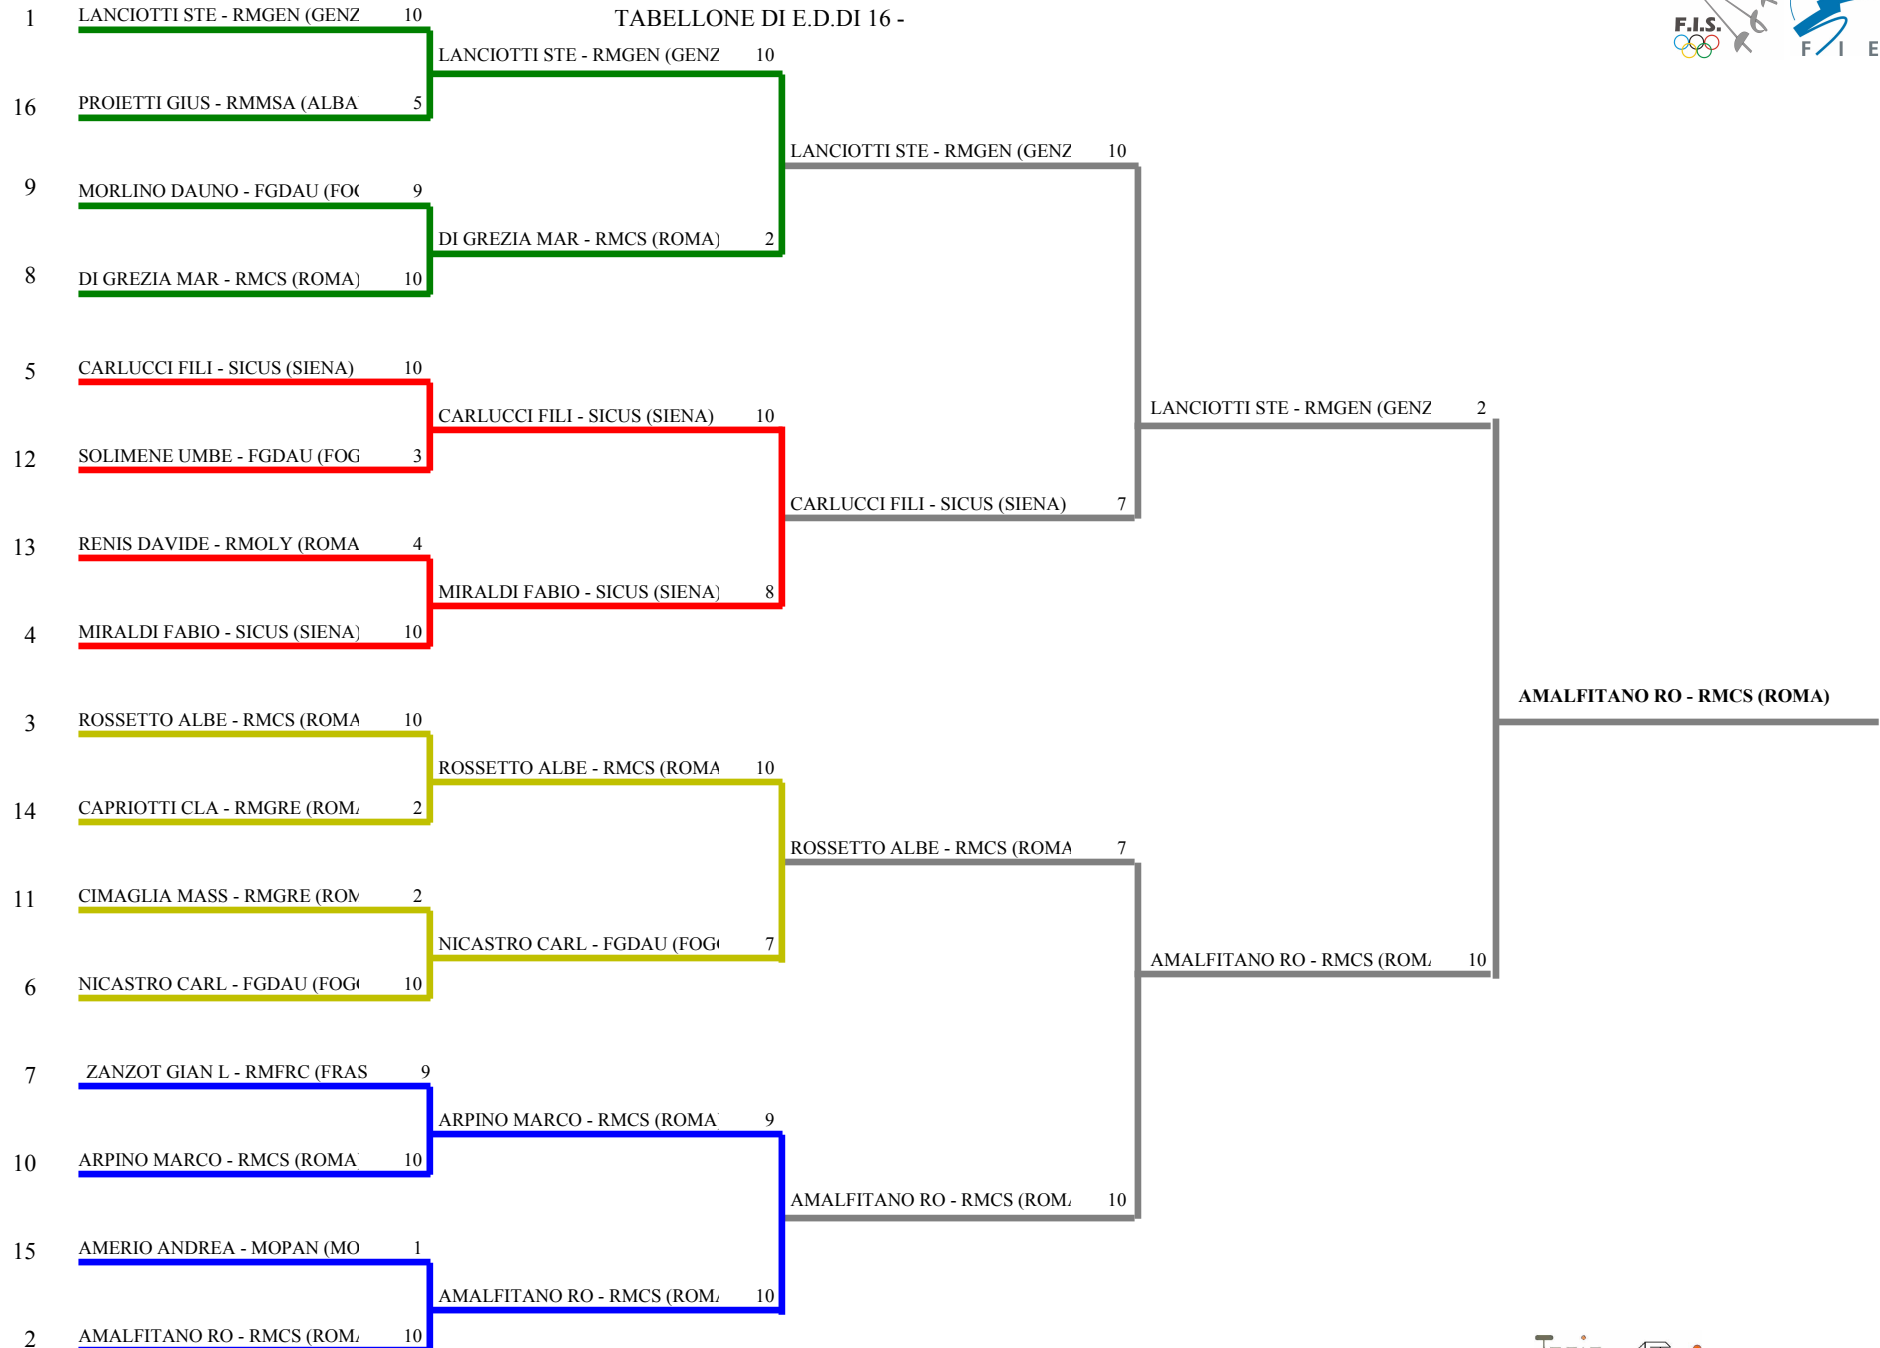 TABELLONE DI E.D.DI 16 -
F.I.S.
F I E
1 LANCIOTTI STE - RMGEN (GENZ 10
LANCIOTTI STE - RMGEN (GENZ 10
16 PROIETTI GIUS - RMMSA (ALBA 5
LANCIOTTI STE - RMGEN (GENZ 10
9 MORLINO DAUNO - FGDAU (FO 9
DI GREZIA MAR - RMCS (ROMA) 2
8 DI GREZIA MAR - RMCS (ROMA) 10
5 CARLUCCI FILI - SICUS (SIENA) 10
LANCIOTTI STE - RMGEN (GENZ 2
CARLUCCI FILI - SICUS (SIENA) 10
12 SOLIMENE UMBE - FGDAU (FOG 3
CARLUCCI FILI - SICUS (SIENA) 7
13 RENIS DAVIDE - RMOLY (ROMA 4
MIRALDI FABIO - SICUS (SIENA) 8
4 MIRALDI FABIO - SICUS (SIENA) 10
AMALFITANO RO - RMCS (ROMA)
3 ROSSETTO ALBE - RMCS (ROMA 10
ROSSETTO ALBE - RMCS (ROMA 10
14 CAPRIOTTI CLA - RMGRE (ROM 2
ROSSETTO ALBE - RMCS (ROMA 7
11 CIMAGLIA MASS - RMGRE (ROM 2
NICASTRO CARL - FGDAU (FOG 7
AMALFITANO RO - RMCS (ROM 10
6 NICASTRO CARL - FGDAU (FOG 10
7 ZANZOT GIAN L - RMFRC (FRAS 9
ARPINO MARCO - RMCS (ROMA 9
10 ARPINO MARCO - RMCS (ROMA 10
AMALFITANO RO - RMCS (ROM 10
15 AMERIO ANDREA - MOPAN (MO 1
AMALFITANO RO - RMCS (ROM 10
2 AMALFITANO RO - RMCS (ROM 10